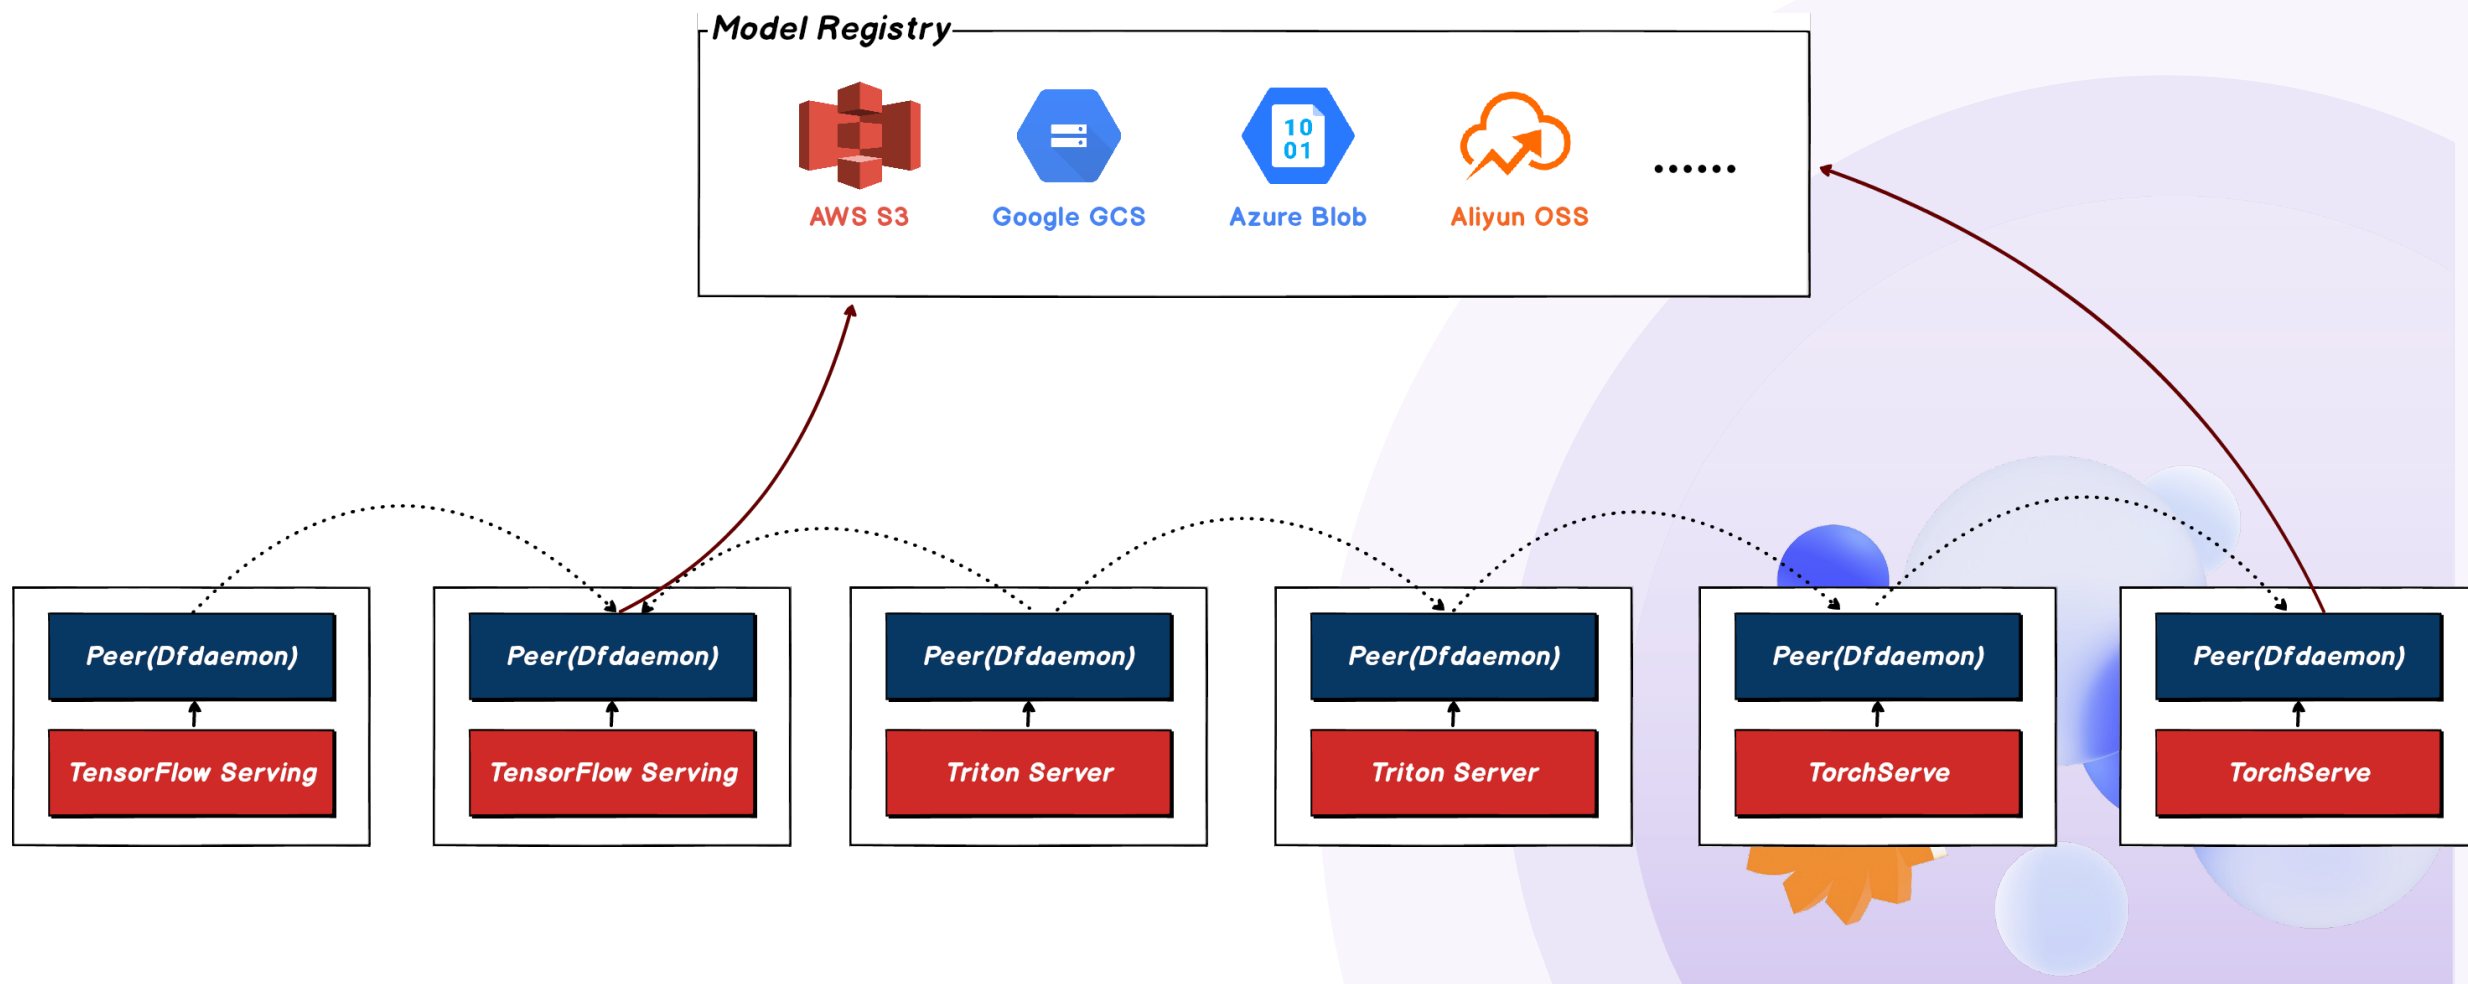 Model Registry
10
01
AWS S3
Google GCS
Azure Blob
Aliyun OSS
......
Peer(Dfdaemon)
Peer(Dfdaemon)
Peer(Dfdaemon)
Peer(Dfdaemon)
Peer(Dfdaemon)
Peer(Dfdaemon)
TensorFlow Serving
TensorFlow Serving
Triton Server
Triton Server
TorchServe
TorchServe